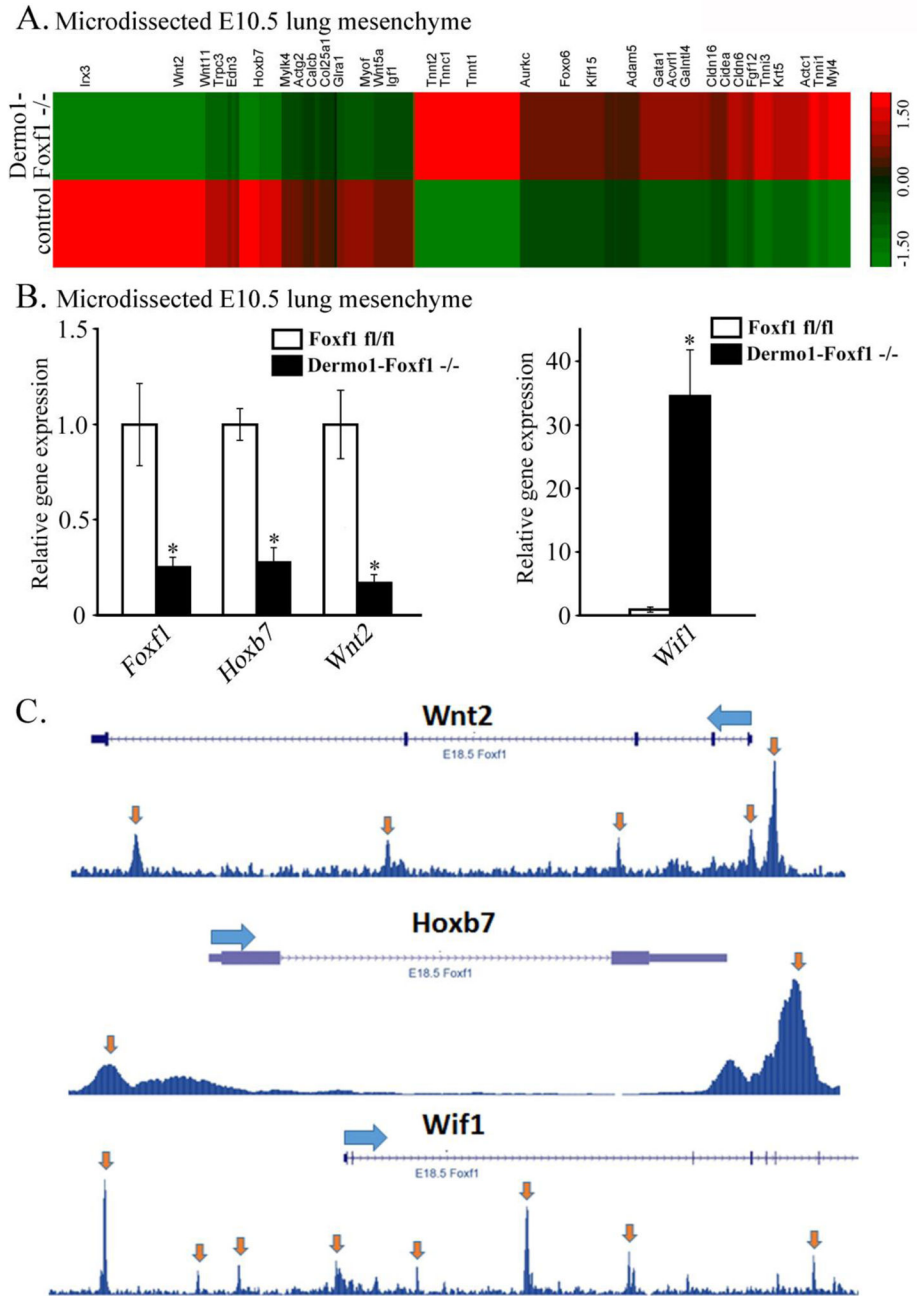 A. Microdissected E10.5 lung mesenchyme
Irx3 Wnt2 Wnt11 Trpc3 Edn3 Hoxb7 Mylk4 Actg2 Calcb Col25a1 Glra1 Myof Wnt5a Igf1 Tnnt2 Tnnc1 Tnnt1 Aurkc Foxo6 Klf15 Adam5 Gata1 Acvrl1 Galntl4 Cldn16 Cidea Cldn6 Fgf12 Tnni3 Krt5 Actc1 Tnni1 Myl4
Dermo1-
Foxf1 -/-
control
1.50
0.00
-1.50
B. Microdissected E10.5 lung mesenchyme
Relative gene expression
1.5
1.0
0.5
0
Foxf1 fl/fl
Dermo1-Foxf1 -/-
* * *
Foxf1 Hoxb7 Wnt2
Relative gene expression
40
30
20
10
0
Foxf1 fl/fl
Dermo1-Foxf1 -/-
*
Wif1
C.
Wnt2
E18.5 Foxf1
Hoxb7
E18.5 Foxf1
Wif1
E18.5 Foxf1